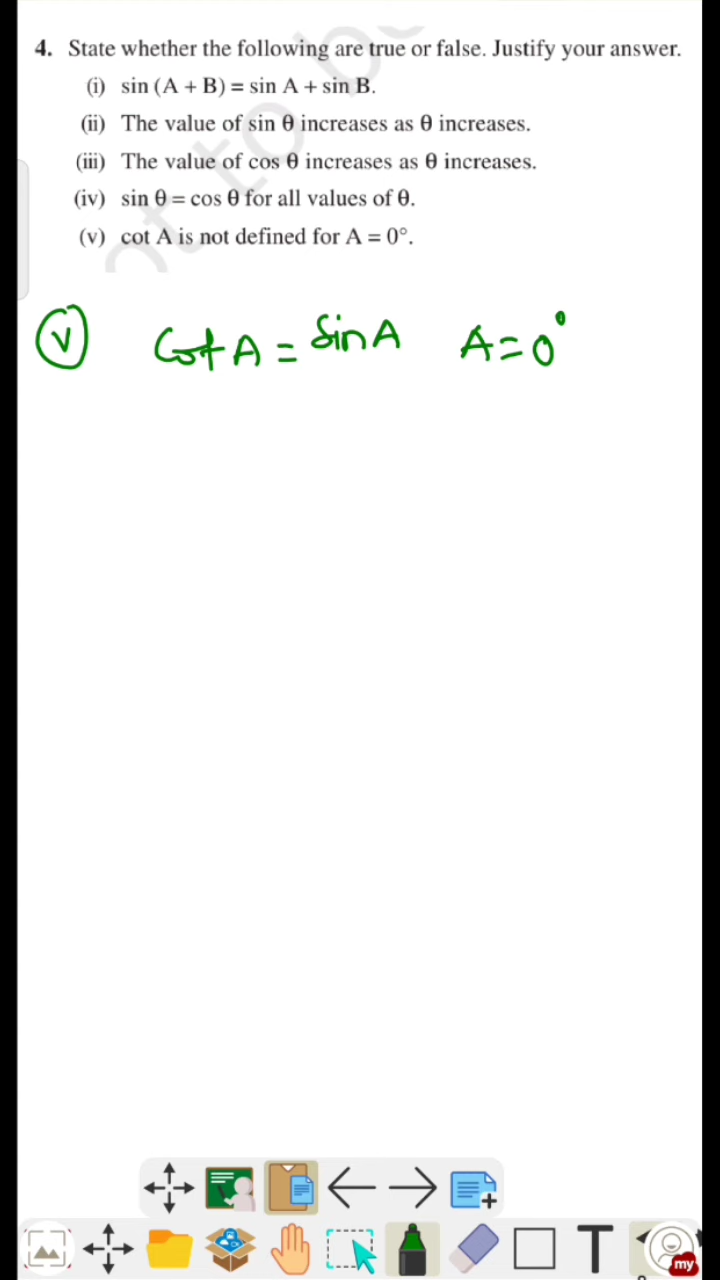 4. State whether the following are true or false. Justify your answer.
(i) sin (A + B) = sin A + sin B.
(ii) The value of sin θ increases as θ increases.
(iii) The value of cos θ increases as θ increases.
(iv) sin θ = cos θ for all values of θ.
(v) cot A is not defined for A = 0°.
(V) Cot A = Sin A A = 0°
T
my